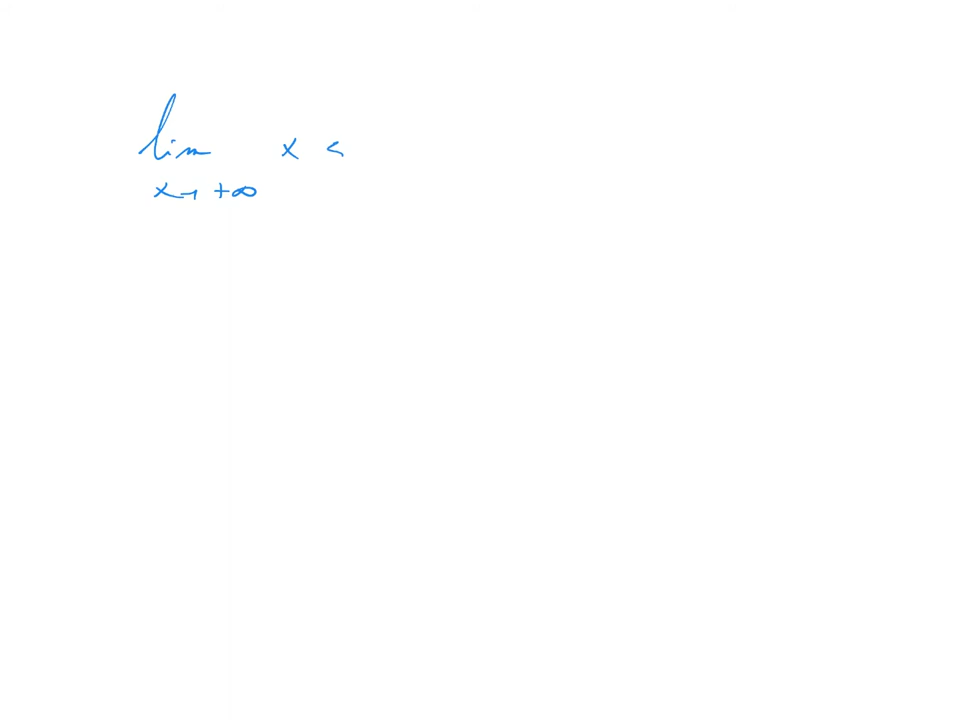 lim x
x→ +∞